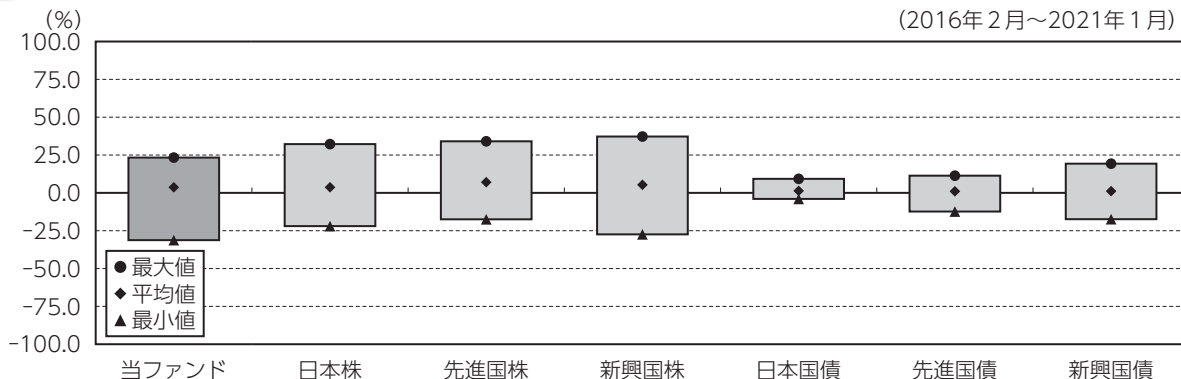 (%)
(2016年2月～2021年1月)
100.0
75.0
50.0
25.0
0.0
-25.0
-50.0
-75.0
-100.0
● 最大値
◆ 平均値
▲ 最小値
当ファンド 日本株 先進国株 新興国株 日本国債 先進国債 新興国債